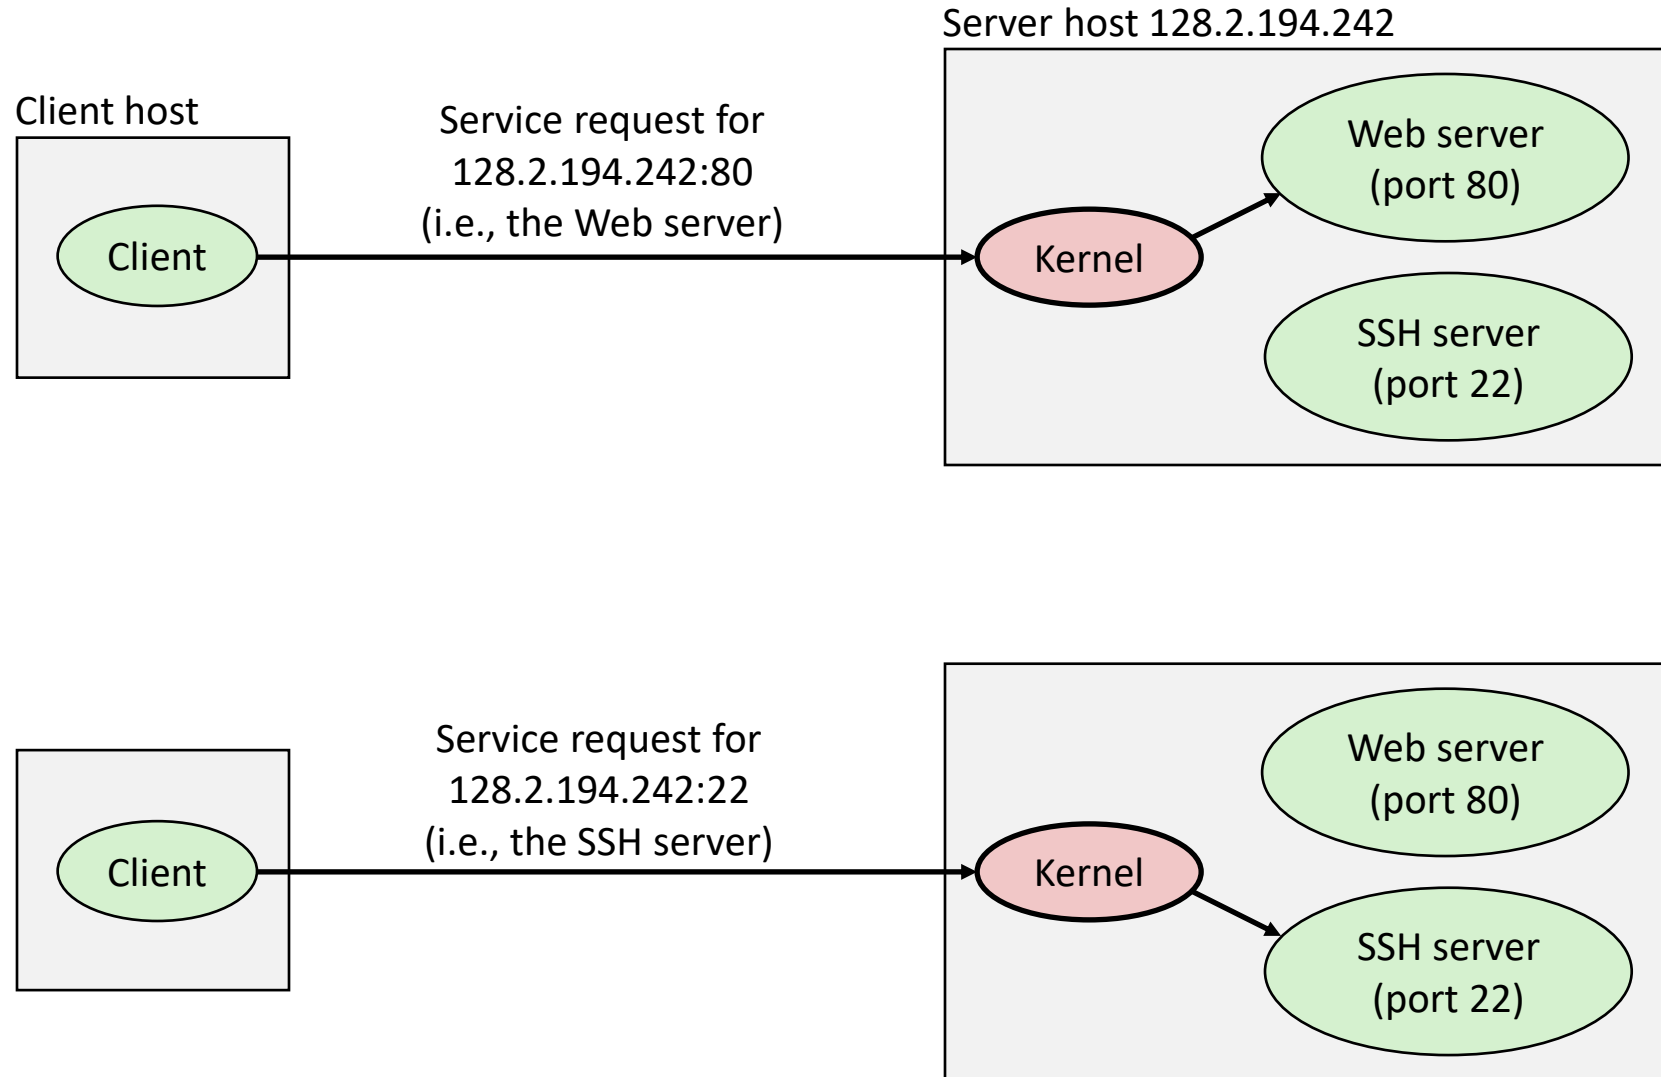 Server host 128.2.194.242
Client host
Service request for
128.2.194.242:80
(i.e., the Web server)
Client
Kernel
Web server
(port 80)
SSH server
(port 22)
Service request for
128.2.194.242:22
(i.e., the SSH server)
Client
Kernel
Web server
(port 80)
SSH server
(port 22)